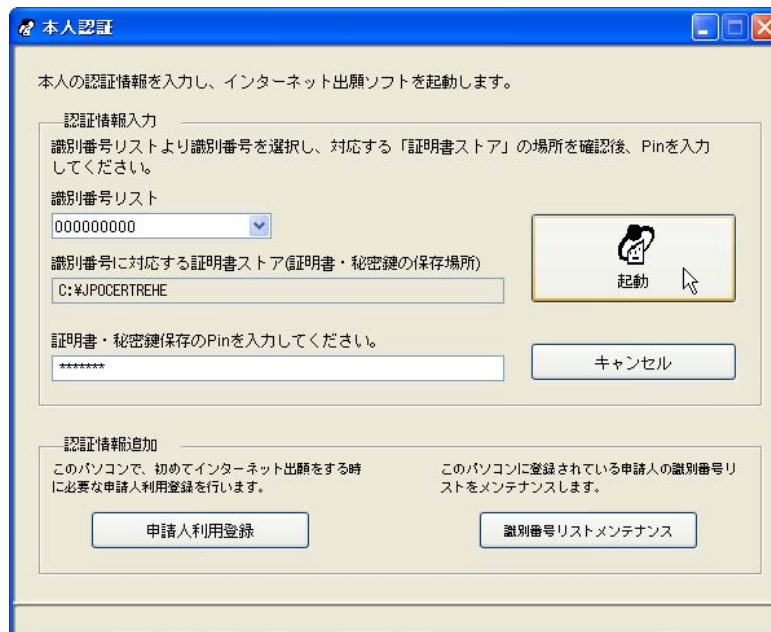 本人認証
本人の認証情報を入力し、インターネット出願ソフトを起動します。
認証情報入力
識別番号リストより識別番号を選択し、対応する「証明書ストア」の場所を確認後、Pinを入力
してください。
識別番号リスト
000000000
識別番号に対応する証明書ストア(証明書・秘密鍵の保存場所)
C:¥JPOCERTREHE
起動
証明書・秘密鍵保存のPinを入力してください。
*******
キャンセル
認証情報追加
このパソコンで、初めてインターネット出願をする時
に必要な申請人利用登録を行います。
申請人利用登録
このパソコンに登録されている申請人の識別番号リ
ストをメンテナンスします。
識別番号リストメンテナンス